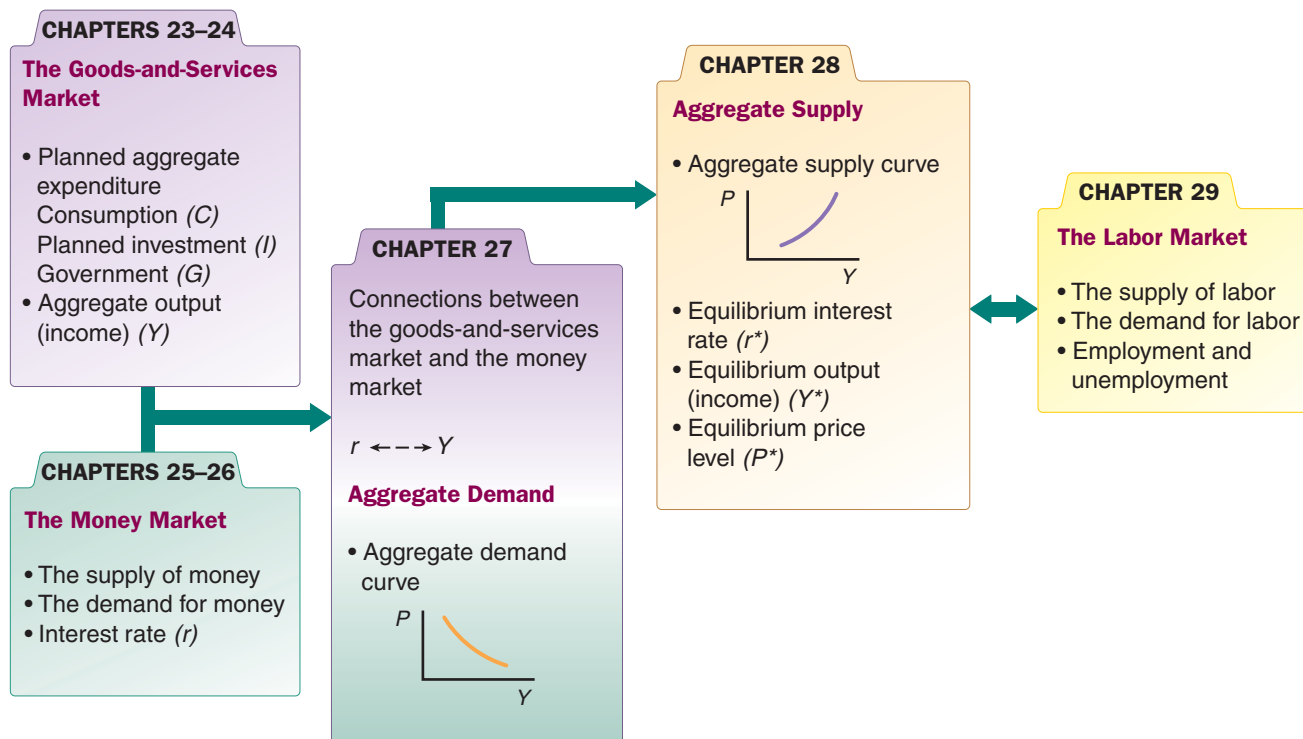 CHAPTERS 23–24
The Goods-and-Services
Market
• Planned aggregate
expenditure
Consumption (C)
Planned investment (I)
Government (G)
• Aggregate output
(income) (Y)
CHAPTERS 25–26
The Money Market
• The supply of money
• The demand for money
• Interest rate (r)
CHAPTER 27
Connections between
the goods-and-services
market and the money
market
r ←--→ Y
Aggregate Demand
• Aggregate demand
curve
P
Y
CHAPTER 28
Aggregate Supply
• Aggregate supply curve
P
Y
• Equilibrium interest
rate (r*)
• Equilibrium output
(income) (Y*)
• Equilibrium price
level (P*)
CHAPTER 29
The Labor Market
• The supply of labor
• The demand for labor
• Employment and
unemployment